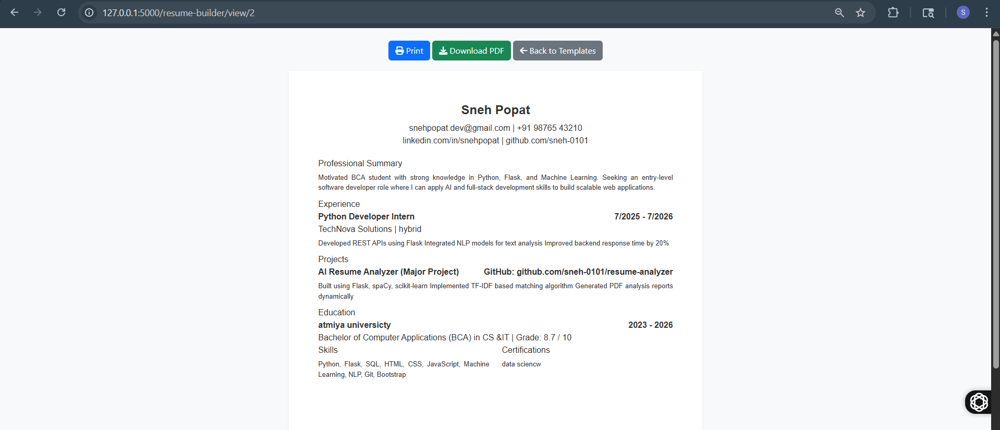 127.0.0.1:5000/resume-builder/view/2
S
Print Download PDF Back to Templates
Sneh Popat
snehpopat.dev@gmail.com | +91 98765 43210
linkedin.com/in/snehpopat | github.com/sneh-0101
Professional Summary
Motivated BCA student with strong knowledge in Python, Flask, and Machine Learning. Seeking an entry-level
software developer role where I can apply AI and full-stack development skills to build scalable web applications.
Experience
Python Developer Intern 7/2025 - 7/2026
TechNova Solutions | hybrid
Developed REST APIs using Flask Integrated NLP models for text analysis Improved backend response time by 20%
Projects
AI Resume Analyzer (Major Project) GitHub: github.com/sneh-0101/resume-analyzer
Built using Flask, spaCy, scikit-learn Implemented TF-IDF based matching algorithm Generated PDF analysis reports
dynamically
Education
atmiya universicty 2023 - 2026
Bachelor of Computer Applications (BCA) in CS &IT | Grade: 8.7 / 10
Skills
Python, Flask, SQL, HTML, CSS, JavaScript, Machine
Learning, NLP, Git, Bootstrap
Certifications
data sciencw